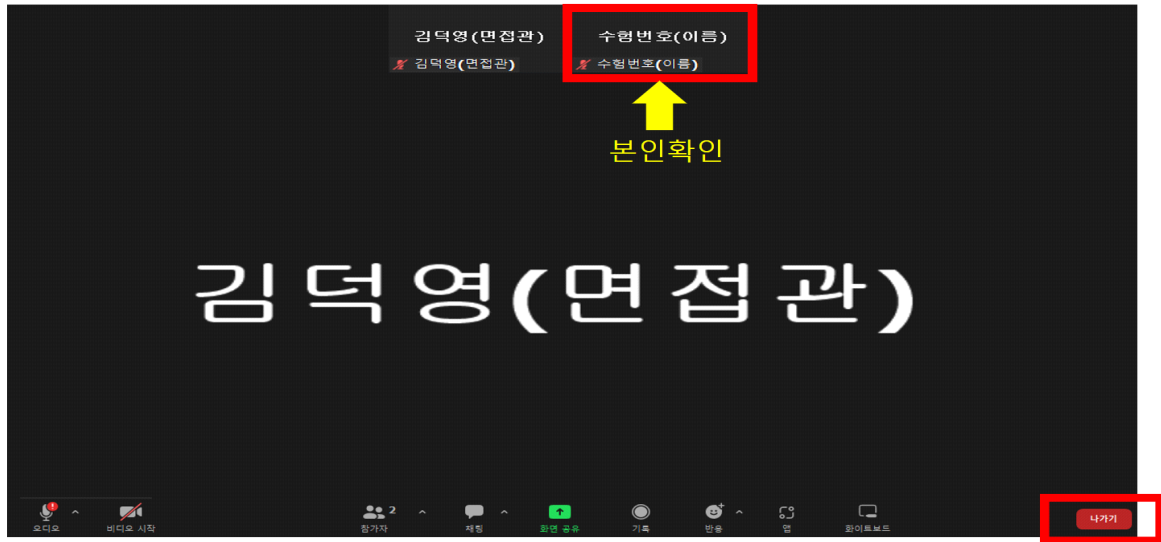 김덕영(면접관) 수험번호(이름)
김덕영(면접관) 수험번호(이름)
본인확인
김덕영(면접관)
2
오디오 비디오 시작 참가자 채팅 화면 공유 기록 반응 앱 화이트보드 나가기